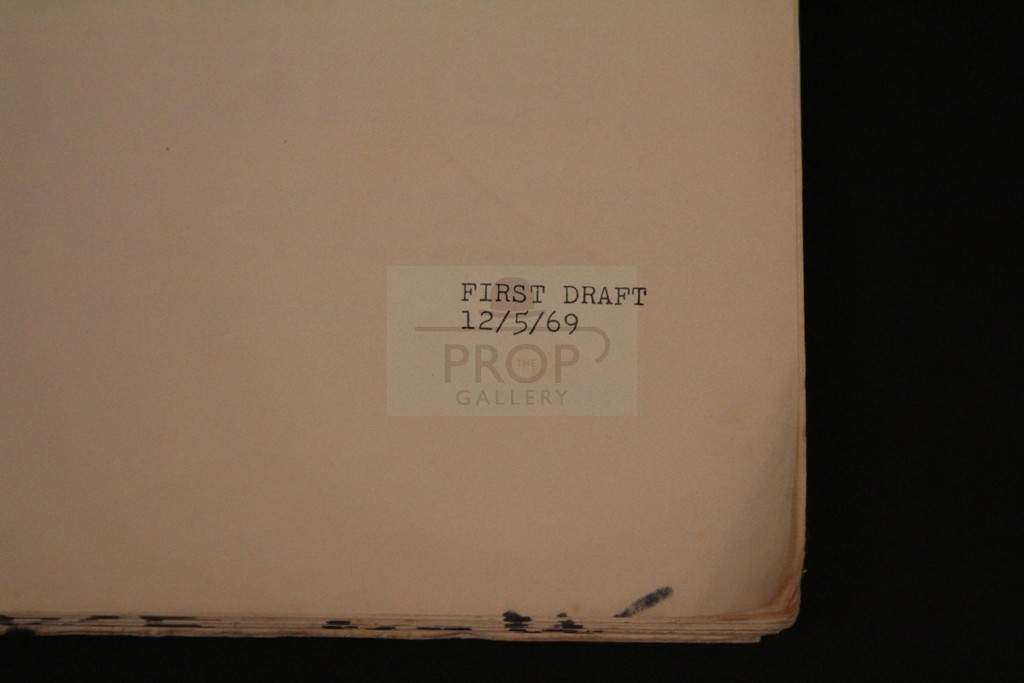 FIRST DRAFT
12/5/69
THE
PROP
GALLERY